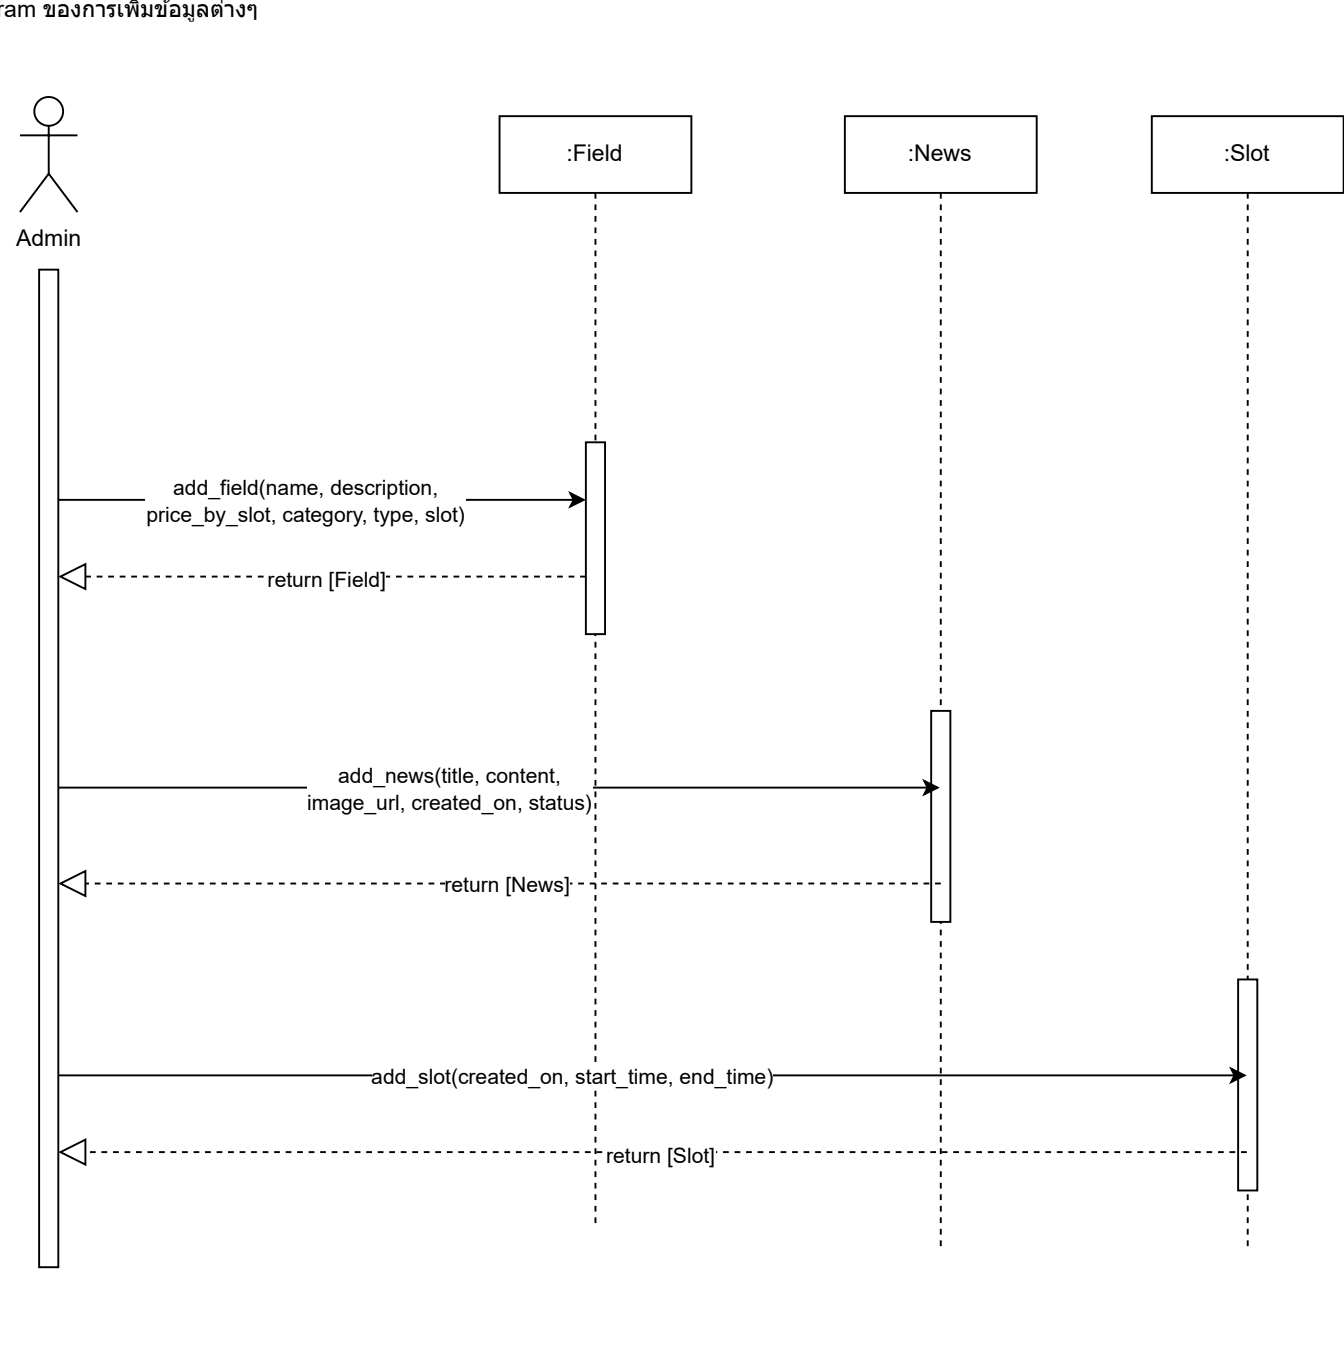 ram ของการเพิ่มข้อมูลต่างๆ
:Field
:News
:Slot
Admin
add_field(name, description,
price_by_slot, category, type, slot)
return [Field]
add_news(title, content,
image_url, created_on, status)
return [News]
add_slot(created_on, start_time, end_time)
return [Slot]